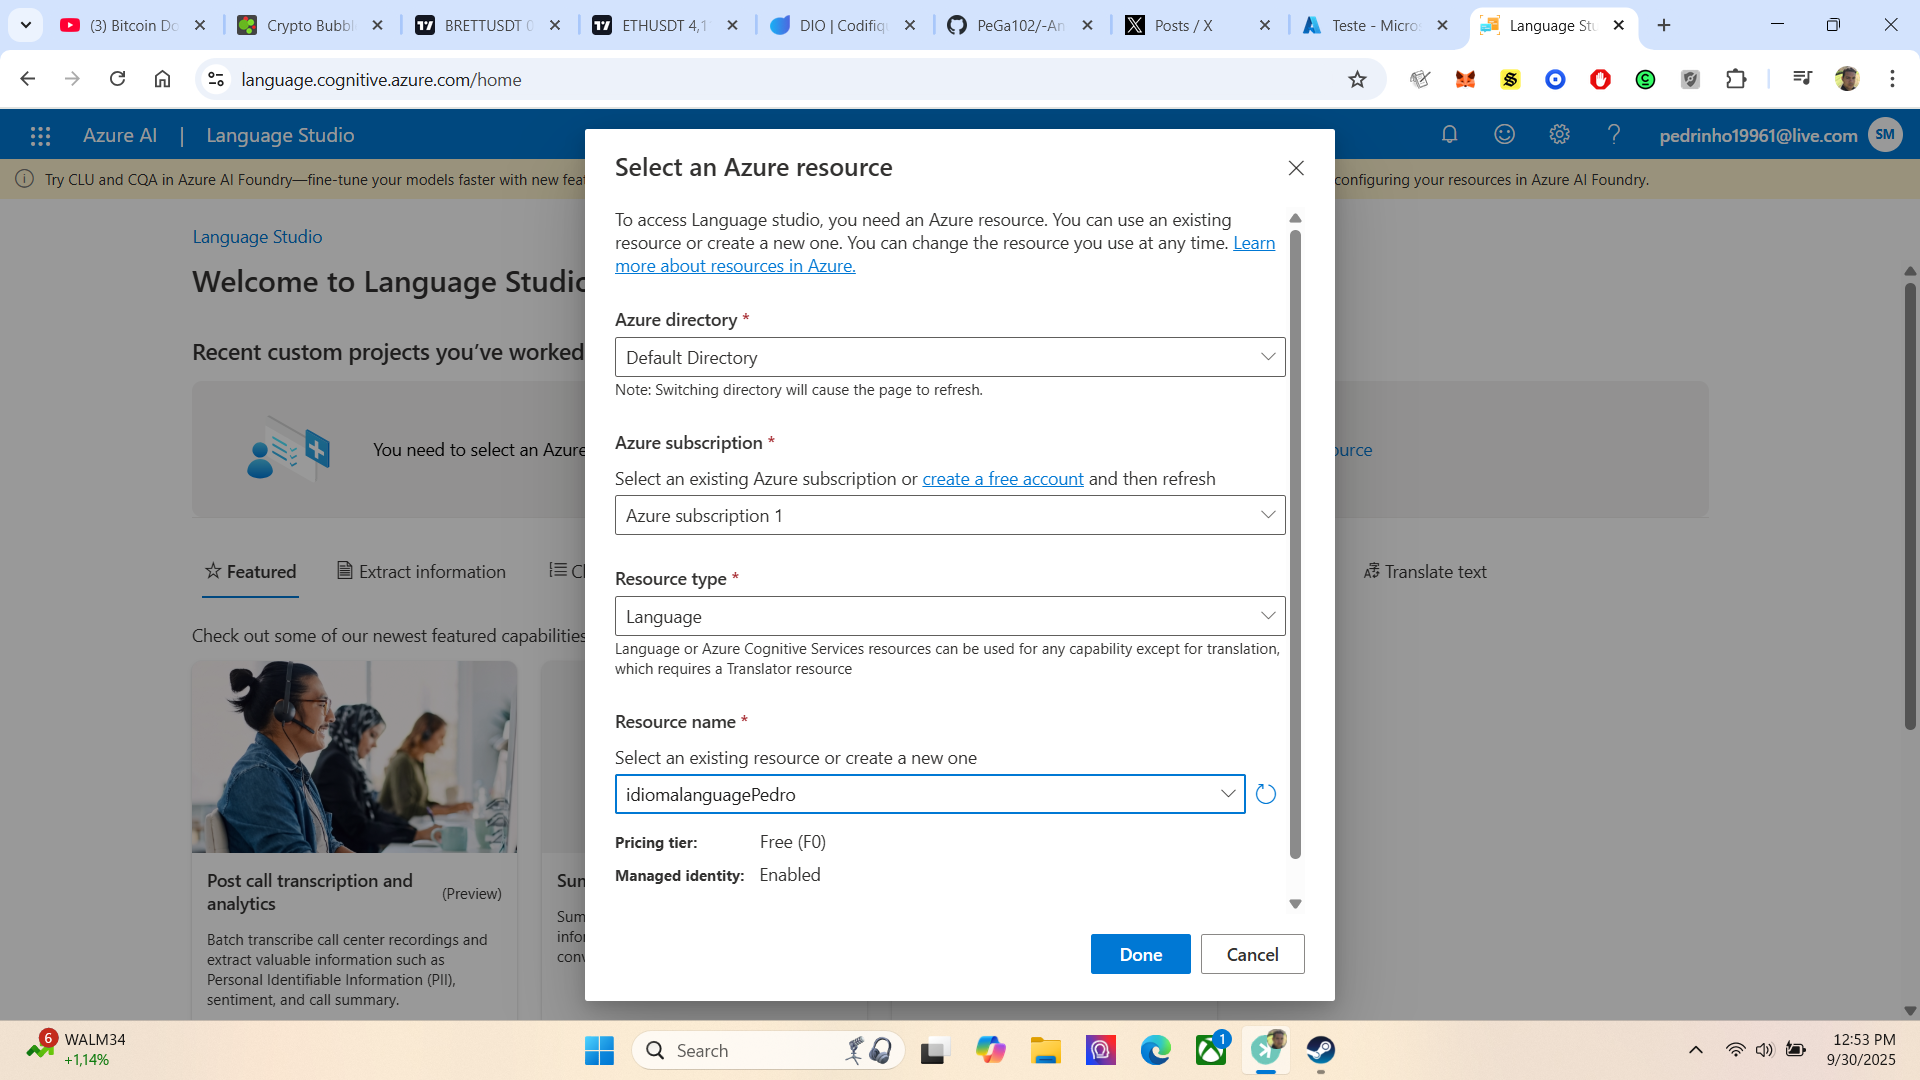 (3) Bitcoin Do
Crypto Bubbl
BRETTUSDT 0
ETHUSDT 4,1
DIO | Codifiq
PeGa102/-An
Posts / X
Teste - Micro
Language Stu
language.cognitive.azure.com/home
Azure AI | Language Studio
pedrinho19961@live.com SM
Try CLU and CQA in Azure AI Foundry—fine-tune your models faster with new fea
configuring your resources in Azure AI Foundry.
Language Studio
Welcome to Language Studio
Recent custom projects you've worked
You need to select an Azure
ource
Featured
Extract information
Cl
Translate text
Check out some of our newest featured capabilities
Post call transcription and
analytics
(Preview)
Batch transcribe call center recordings and
extract valuable information such as
Personal Identifiable Information (PII),
sentiment, and call summary.
Sum
Sum
infor
conv
Select an Azure resource
To access Language studio, you need an Azure resource. You can use an existing
resource or create a new one. You can change the resource you use at any time. Learn
more about resources in Azure.
Azure directory *
Default Directory
Note: Switching directory will cause the page to refresh.
Azure subscription *
Select an existing Azure subscription or create a free account and then refresh
Azure subscription 1
Resource type *
Language
Language or Azure Cognitive Services resources can be used for any capability except for translation,
which requires a Translator resource
Resource name *
Select an existing resource or create a new one
idiomalanguagePedro
Pricing tier: Free (F0)
Managed identity: Enabled
Done
Cancel
6
WALM34
+1,14%
Search
1
12:53 PM
9/30/2025